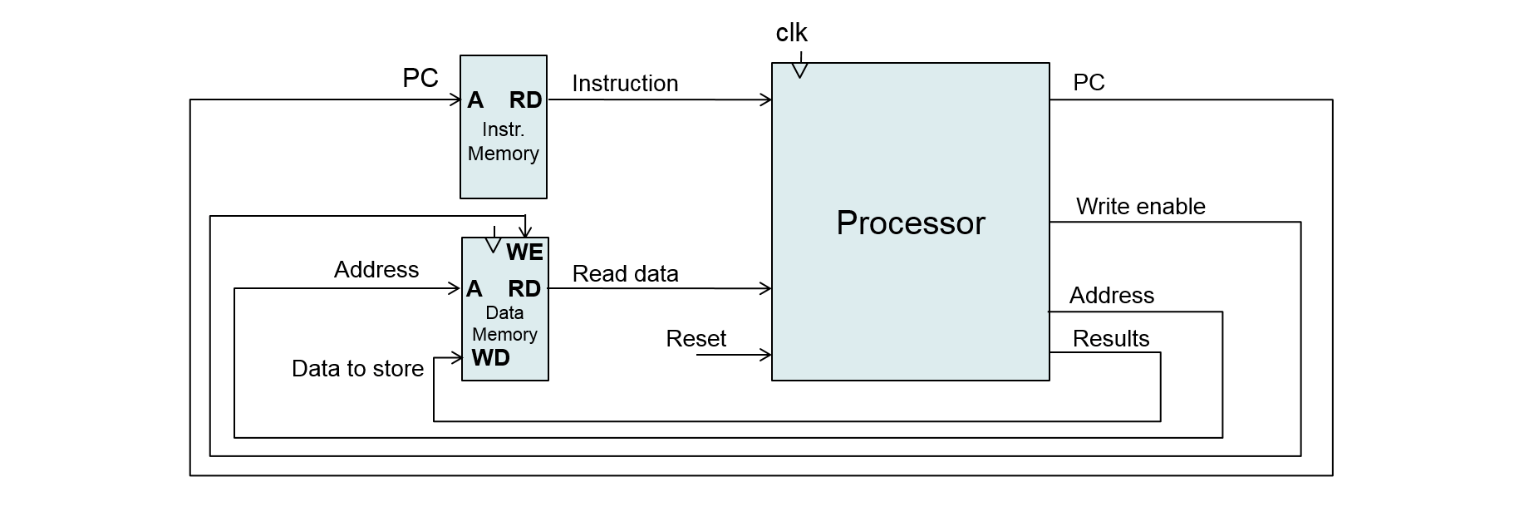 clk
PC
A RD
Instr.
Memory
Instruction
PC
Processor
Write enable
WE
Address
A RD
Data
Memory
WD
Read data
Address
Reset
Results
Data to store